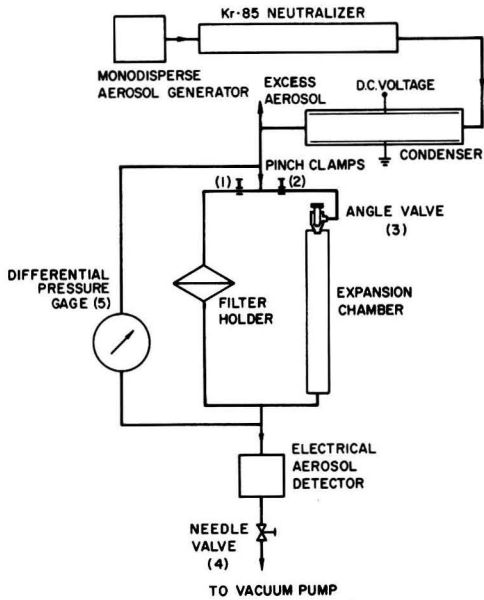 Kr-85 NEUTRALIZER
MONODISPERSE
AEROSOL GENERATOR
EXCESS
AEROSOL
D.C. VOLTAGE
CONDENSER
PINCH CLAMPS
(1)
(2)
ANGLE VALVE
(3)
DIFFERENTIAL
PRESSURE
GAGE (5)
FILTER
HOLDER
EXPANSION
CHAMBER
ELECTRICAL
AEROSOL
DETECTOR
NEEDLE
VALVE
(4)
TO VACUUM PUMP